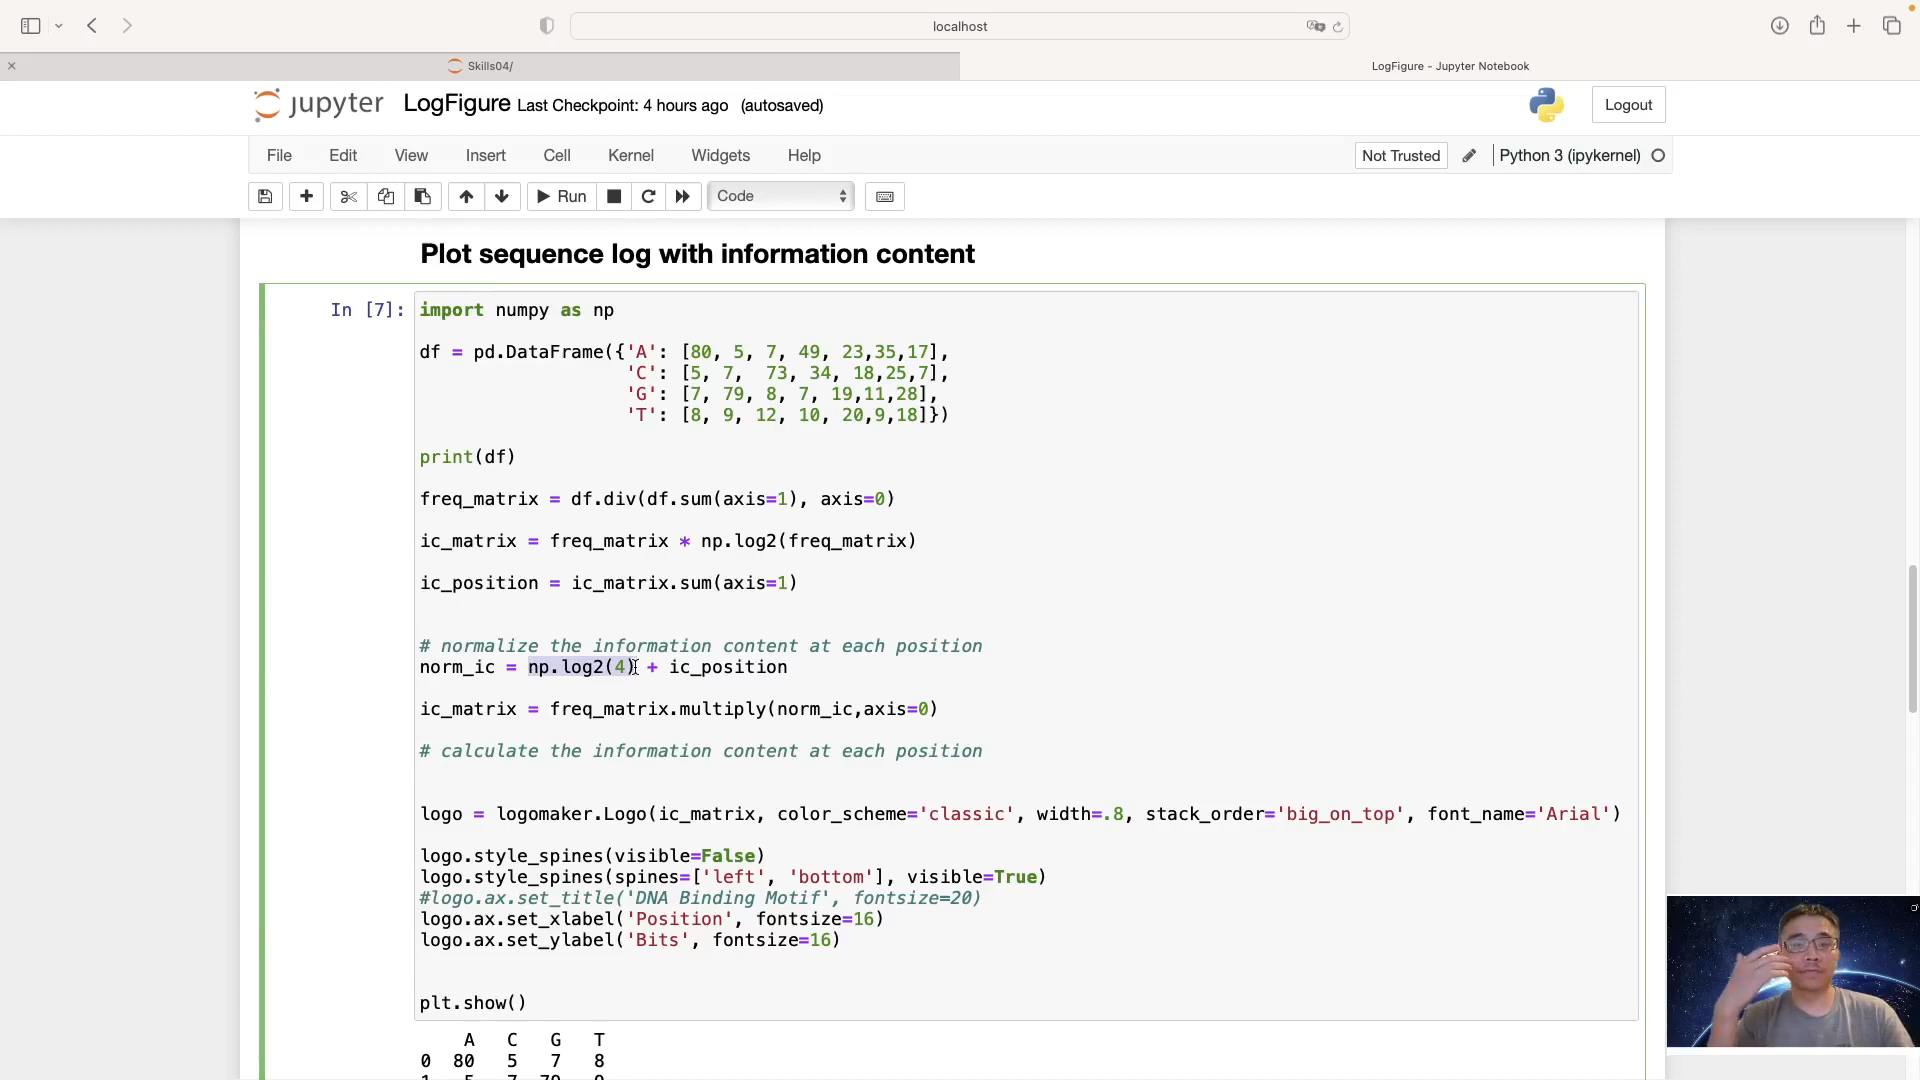 localhost
Skills04/
LogFigure - Jupyter Notebook
jupyter LogFigure Last Checkpoint: 4 hours ago (autosaved)
Logout
File Edit View Insert Cell Kernel Widgets Help
Not Trusted
Python 3 (ipykernel)
Run
Code
Plot sequence log with information content
In [7]:
import numpy as np
df = pd.DataFrame({'A': [80, 5, 7, 49, 23,35,17],
'C': [5, 7,  73, 34, 18,25,7],
'G': [7, 79, 8, 7, 19,11,28],
'T': [8, 9, 12, 10, 20,9,18]})
print(df)
freq_matrix = df.div(df.sum(axis=1), axis=0)
ic_matrix = freq_matrix * np.log2(freq_matrix)
ic_position = ic_matrix.sum(axis=1)
# normalize the information content at each position
norm_ic = np.log2(4) + ic_position
ic_matrix = freq_matrix.multiply(norm_ic,axis=0)
# calculate the information content at each position
logo = logomaker.Logo(ic_matrix, color_scheme='classic', width=.8, stack_order='big_on_top', font_name='Arial')
logo.style_spines(visible=False)
logo.style_spines(spines=['left', 'bottom'], visible=True)
#logo.ax.set_title('DNA Binding Motif', fontsize=20)
logo.ax.set_xlabel('Position', fontsize=16)
logo.ax.set_ylabel('Bits', fontsize=16)
plt.show()
A C G T
0 80 5 7 8